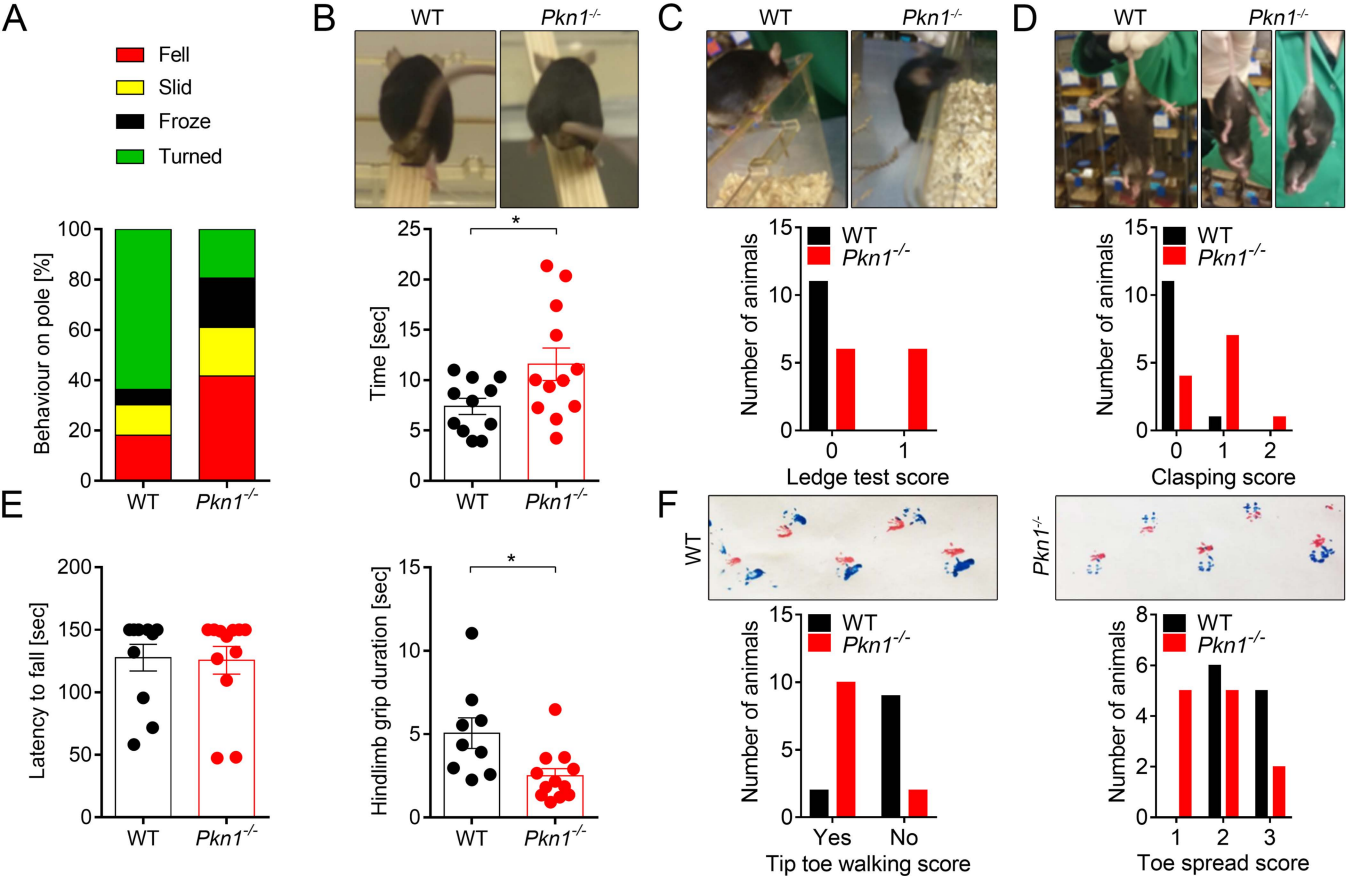 A
Fell
Slid
Froze
Turned
Behaviour on pole [%]
100
80
60
40
20
0
WT
Pkn1-/-
B
WT
Pkn1-/-
*
Time [sec]
25
20
15
10
5
0
WT
Pkn1-/-
C
WT
Pkn1-/-
WT
Pkn1-/-
Number of animals
15
10
5
0
0 1
Ledge test score
D
WT
Pkn1-/-
WT
Pkn1-/-
Number of animals
15
10
5
0
0 1 2
Clasping score
E
Latency to fall [sec]
200
150
100
50
0
WT
Pkn1-/-
*
Hindlimb grip duration [sec]
15
10
5
0
WT
Pkn1-/-
F
WT
WT
Pkn1-/-
Number of animals
15
10
5
0
Yes No
Tip toe walking score
Pkn1-/-
WT
Pkn1-/-
Number of animals
8
6
4
2
0
1 2 3
Toe spread score